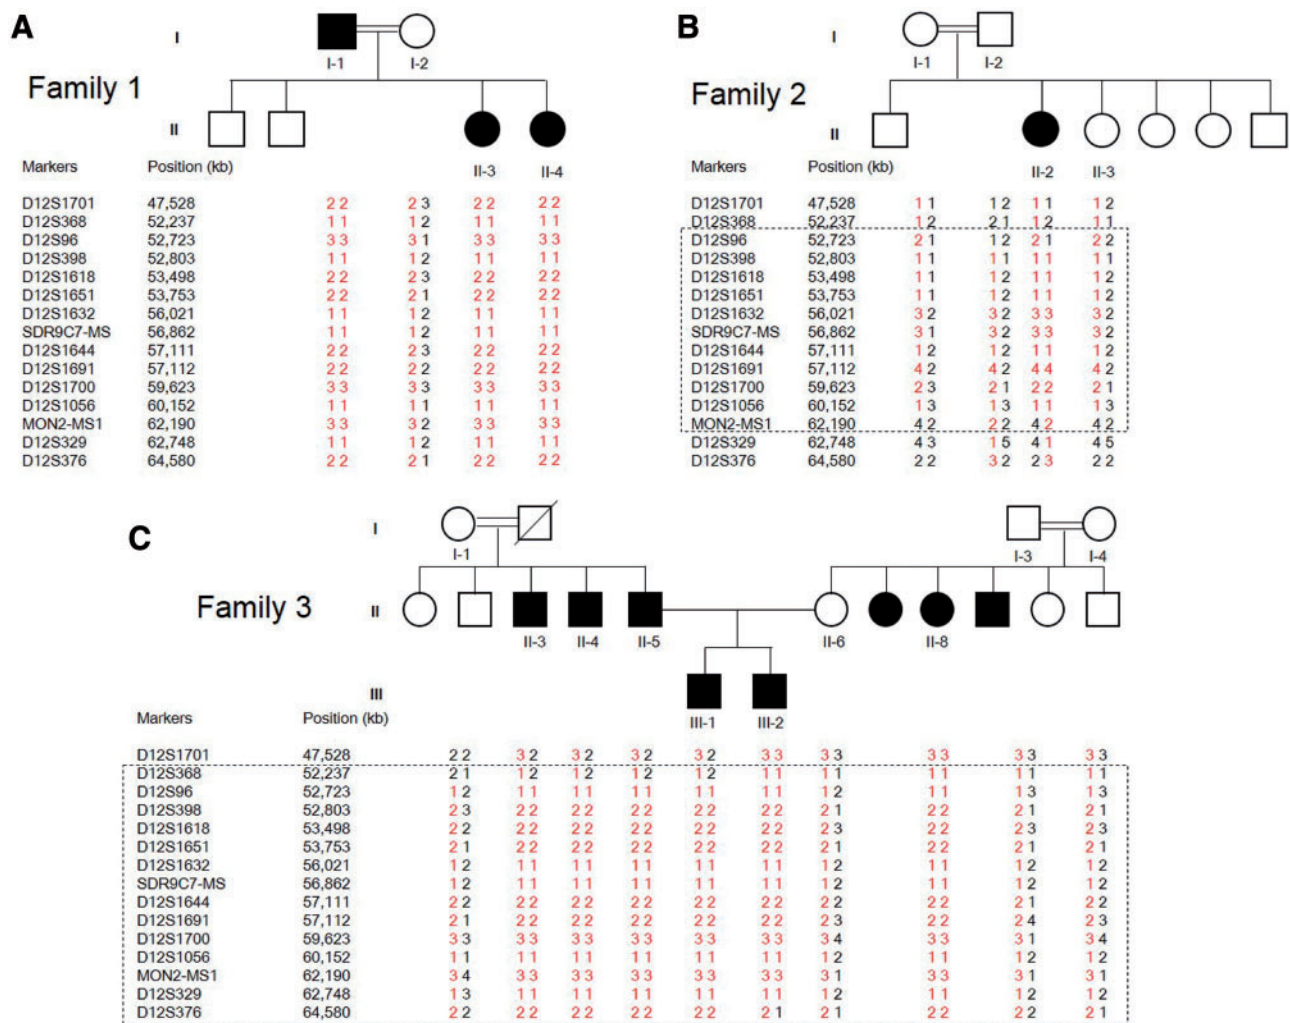 A
I
I-1
I-2
Family 1
II
Markers Position (kb) II-3 II-4
D12S1701 47,528 2 2 2 3 2 2 2 2
D12S368 52,237 1 1 1 2 1 1 1 1
D12S96 52,723 3 3 3 1 3 3 3 3
D12S398 52,803 1 1 1 2 1 1 1 1
D12S1618 53,498 2 2 2 3 2 2 2 2
D12S1651 53,753 2 2 2 1 2 2 2 2
D12S1632 56,021 1 1 1 2 1 1 1 1
SDR9C7-MS 56,862 1 1 1 2 1 1 1 1
D12S1644 57,111 2 2 2 3 2 2 2 2
D12S1691 57,112 2 2 2 2 2 2 2 2
D12S1700 59,623 3 3 3 3 3 3 3 3
D12S1056 60,152 1 1 1 1 1 1 1 1
MON2-MS1 62,190 3 3 3 2 3 3 3 3
D12S329 62,748 1 1 1 2 1 1 1 1
D12S376 64,580 2 2 2 1 2 2 2 2
B
I
I-1
I-2
Family 2
II
Markers Position (kb) II-2 II-3
D12S1701 47,528 1 1 1 2 1 1 1 2
D12S368 52,237 1 2 2 1 1 2 1 1
D12S96 52,723 2 1 1 2 2 1 2 2
D12S398 52,803 1 1 1 1 1 1 1 1
D12S1618 53,498 1 1 1 2 1 1 1 2
D12S1651 53,753 1 1 1 2 1 1 1 2
D12S1632 56,021 3 2 3 2 3 3 3 2
SDR9C7-MS 56,862 3 1 3 2 3 3 3 2
D12S1644 57,111 1 2 1 2 1 1 1 2
D12S1691 57,112 4 2 4 2 4 4 4 2
D12S1700 59,623 2 3 2 1 2 2 2 1
D12S1056 60,152 1 3 1 3 1 1 1 3
MON2-MS1 62,190 4 2 2 2 4 2 4 2
D12S329 62,748 4 3 1 5 4 1 4 5
D12S376 64,580 2 2 3 2 2 3 2 2
C
I
I-1
I-3
I-4
Family 3
II
II-3 II-4 II-5 II-6 II-8
III
III-1 III-2
Markers Position (kb)
D12S1701 47,528 2 2 3 2 3 2 3 2 3 2 3 3 3 3 3 3 3 3 3 3
D12S368 52,237 2 1 1 2 1 2 1 2 1 2 1 1 1 1 1 1 1 1 1 1
D12S96 52,723 1 2 1 1 1 1 1 1 1 1 1 1 1 2 1 1 1 3 1 3
D12S398 52,803 2 3 2 2 2 2 2 2 2 2 2 2 2 1 2 2 2 1 2 1
D12S1618 53,498 2 2 2 2 2 2 2 2 2 2 2 2 2 3 2 2 2 3 2 3
D12S1651 53,753 2 1 2 2 2 2 2 2 2 2 2 2 2 1 2 2 2 1 2 1
D12S1632 56,021 1 2 1 1 1 1 1 1 1 1 1 1 1 2 1 1 1 2 1 2
SDR9C7-MS 56,862 1 2 1 1 1 1 1 1 1 1 1 1 1 2 1 1 1 2 1 2
D12S1644 57,111 2 2 2 2 2 2 2 2 2 2 2 2 2 2 2 2 2 1 2 2
D12S1691 57,112 2 1 2 2 2 2 2 2 2 2 2 2 2 3 2 2 2 4 2 3
D12S1700 59,623 3 3 3 3 3 3 3 3 3 3 3 3 3 4 3 3 3 1 3 4
D12S1056 60,152 1 1 1 1 1 1 1 1 1 1 1 1 1 2 1 1 1 2 1 2
MON2-MS1 62,190 3 4 3 3 3 3 3 3 3 3 3 3 3 1 3 3 3 1 3 1
D12S329 62,748 1 3 1 1 1 1 1 1 1 1 1 1 1 2 1 1 1 2 1 2
D12S376 64,580 2 2 2 2 2 2 2 2 2 2 2 1 2 1 2 2 2 2 2 1